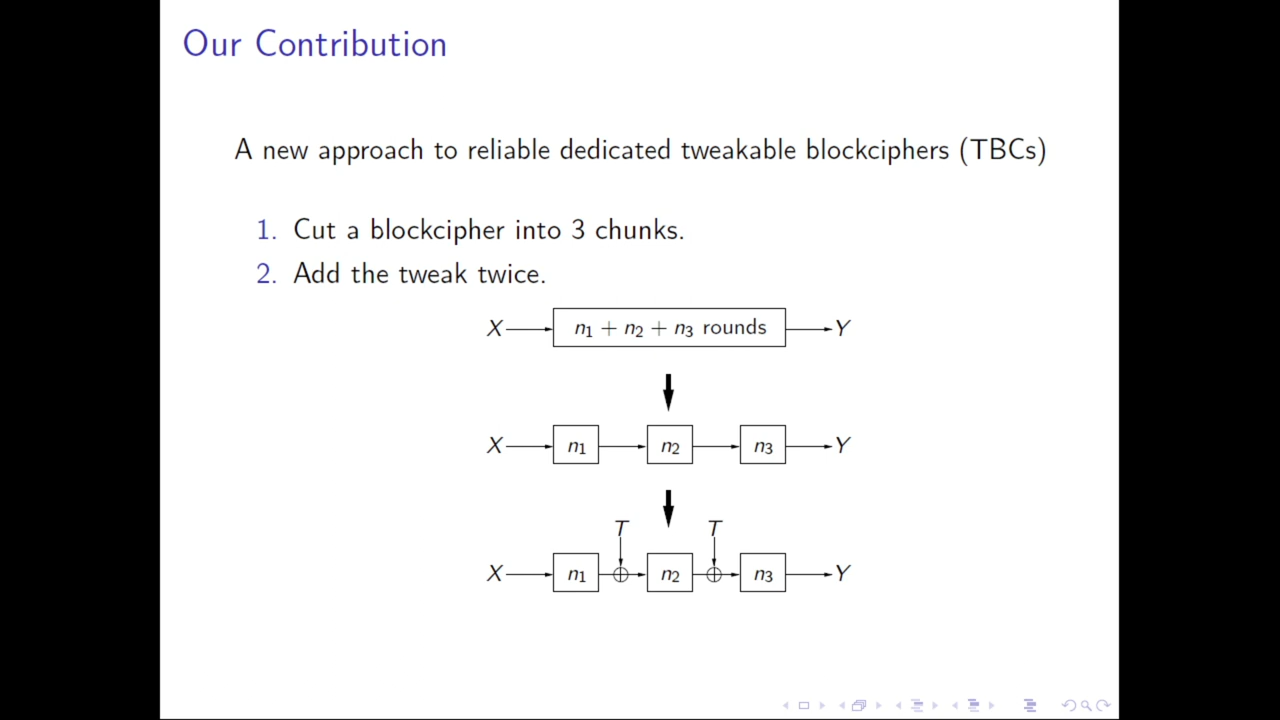 Our Contribution
A new approach to reliable dedicated tweakable blockciphers (TBCs)
1. Cut a blockcipher into 3 chunks.
2. Add the tweak twice.
X n₁ + n₂ + n₃ rounds Y
X n₁ n₂ n₃ Y
T T
X n₁ n₂ n₃ Y